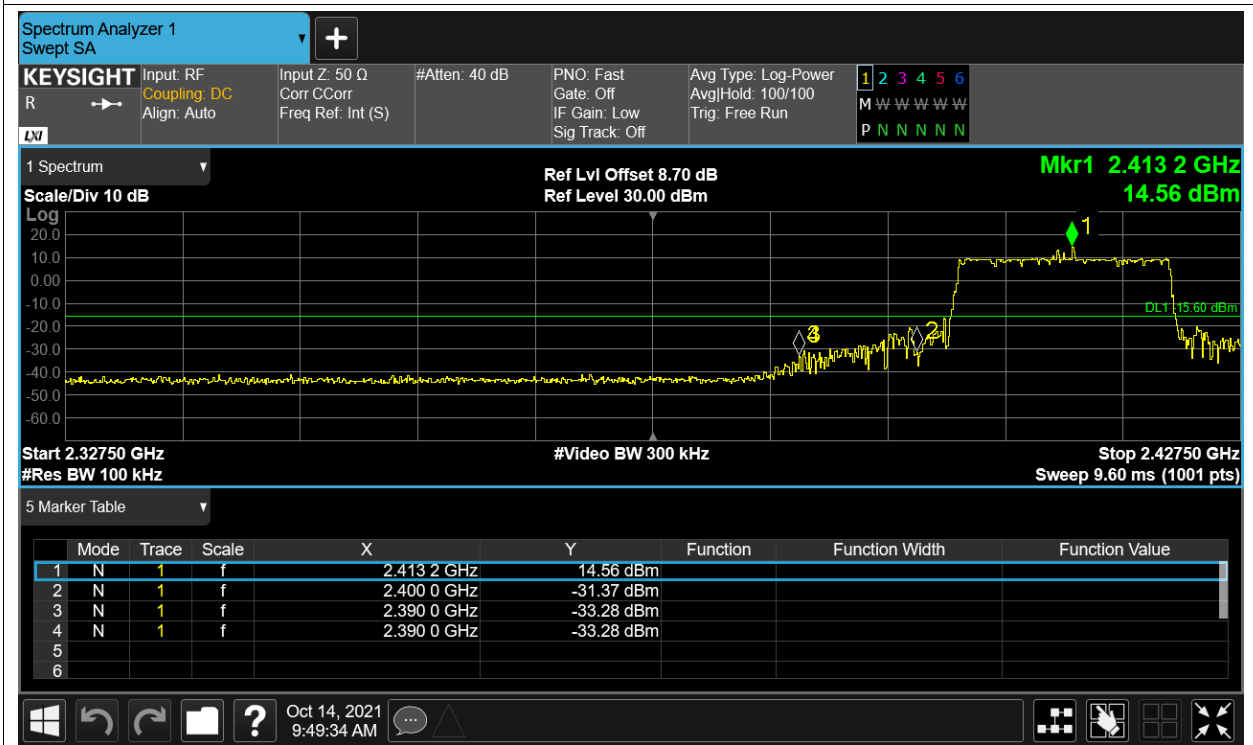 Spectrum Analyzer 1
Swept SA
KEYSIGHT
R
LXI
Input: RF
Coupling: DC
Align: Auto
Input Z: 50 Ω
Corr CCorr
Freq Ref: Int (S)
#Atten: 40 dB
PNO: Fast
Gate: Off
IF Gain: Low
Sig Track: Off
Avg Type: Log-Power
Avg|Hold: 100/100
Trig: Free Run
1 2 3 4 5 6
M W W W W W
P N N N N N
1 Spectrum
Scale/Div 10 dB
Ref Lvl Offset 8.70 dB
Ref Level 30.00 dBm
Mkr1 2.413 2 GHz
14.56 dBm
Log
20.0
10.0
0.00
-10.0
-20.0
-30.0
-40.0
-50.0
-60.0
1
2
DL1 -15.60 dBm
Start 2.32750 GHz
#Res BW 100 kHz
#Video BW 300 kHz
Stop 2.42750 GHz
Sweep 9.60 ms (1001 pts)
5 Marker Table
Mode Trace Scale X Y Function Function Width Function Value
1 N 1 f 2.413 2 GHz 14.56 dBm
2 N 1 f 2.400 0 GHz -31.37 dBm
3 N 1 f 2.390 0 GHz -33.28 dBm
4 N 1 f 2.390 0 GHz -33.28 dBm
5
6
?
Oct 14, 2021
9:49:34 AM